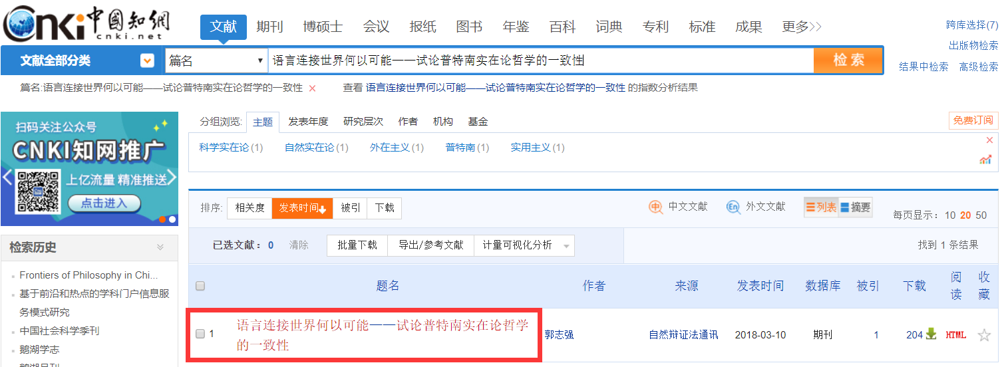 Cnki中國知網
cnki.net
文献 期刊 博硕士 会议 报纸 图书 年鉴 百科 词典 专利 标准 成果 更多>>
跨库选择(7)
出版物检索
结果中检索 高级检索
文献全部分类 篇名 语言连接世界何以可能——试论普特南实在论哲学的一致性 检索
篇名:语言连接世界何以可能——试论普特南实在论哲学的一致性 × 查看 语言连接世界何以可能——试论普特南实在论哲学的一致性 的指数分析结果
扫码关注公众号
CNKI知网推广
上亿流量 精准推送
点击进入
分组浏览: 主题 发表年度 研究层次 作者 机构 基金
免费订阅
科学实在论(1) 自然实在论(1) 外在主义(1) 普特南(1) 实用主义(1)
排序: 相关度 发表时间 被引 下载
中 中文文献 En 外文文献 列表 摘要 每页显示: 10 20 50
已选文献: 0 清除 批量下载 导出/参考文献 计量可视化分析 找到 1 条结果
检索历史
Frontiers of Philosophy in Chi...
基于前沿和热点的学科门户信息服
务模式研究
中国社会科学季刊
鹅湖学志
题名 作者 来源 发表时间 数据库 被引 下载 阅读 收藏
1 语言连接世界何以可能——试论普特南实在论哲学
的一致性
郭志强 自然辩证法通讯 2018-03-10 期刊 1 204 HTML